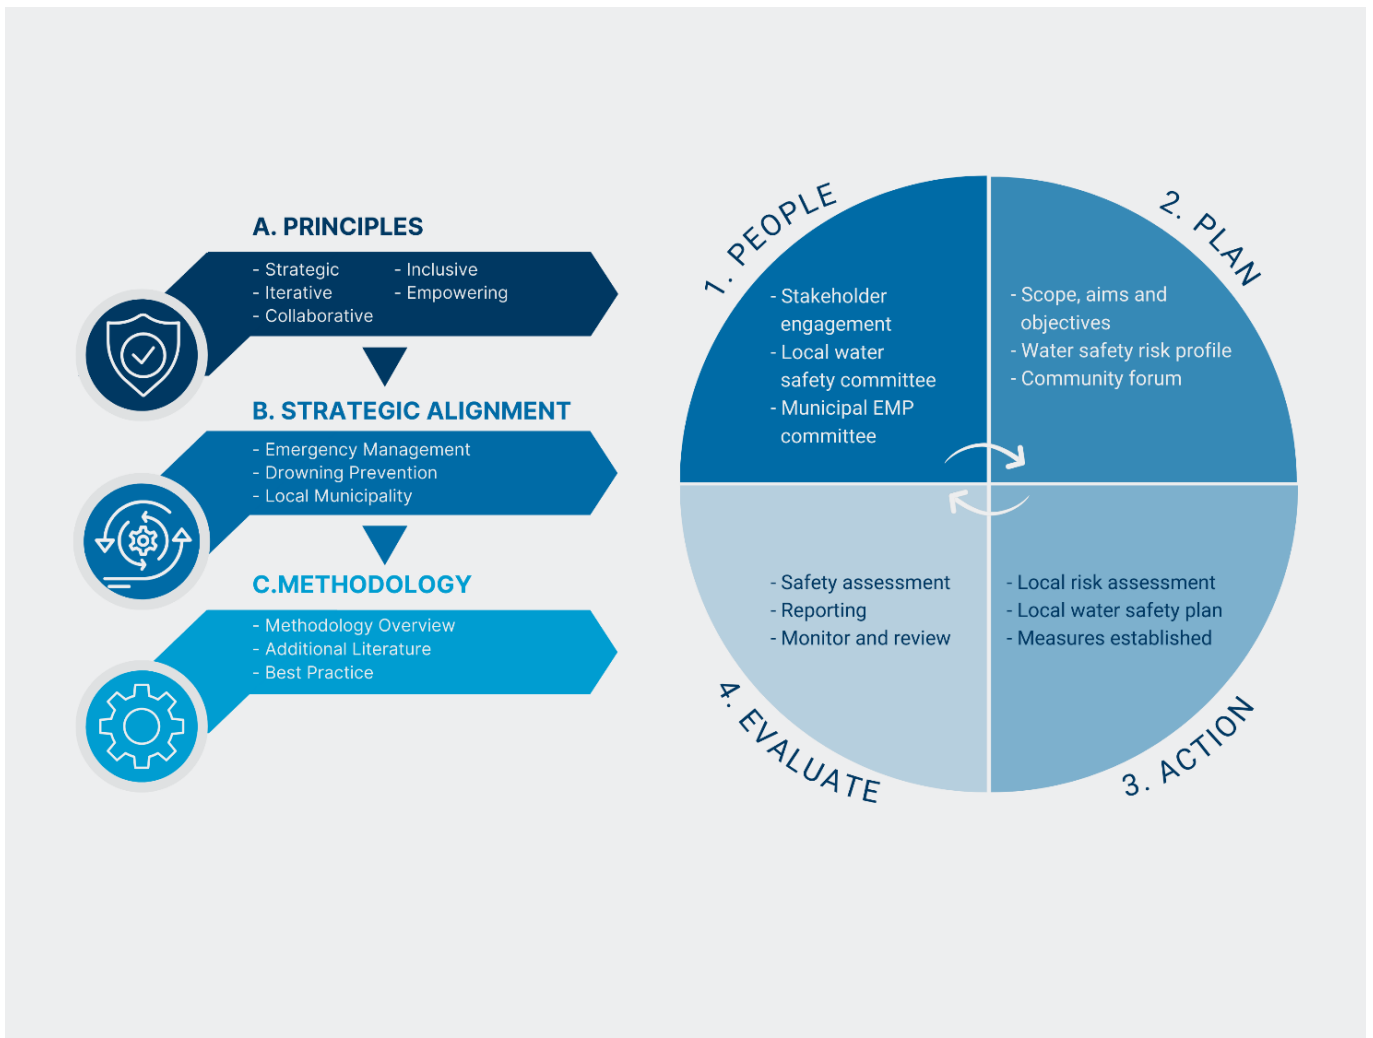 A. PRINCIPLES
- Strategic
- Iterative
- Collaborative
- Inclusive
- Empowering
B. STRATEGIC ALIGNMENT
- Emergency Management
- Drowning Prevention
- Local Municipality
C.METHODOLOGY
- Methodology Overview
- Additional Literature
- Best Practice
1. PEOPLE
- Stakeholder
engagement
- Local water
safety committee
- Municipal EMP
committee
2. PLAN
- Scope, aims and
objectives
- Water safety risk profile
- Community forum
3. ACTION
- Local risk assessment
- Local water safety plan
- Measures established
4. EVALUATE
- Safety assessment
- Reporting
- Monitor and review